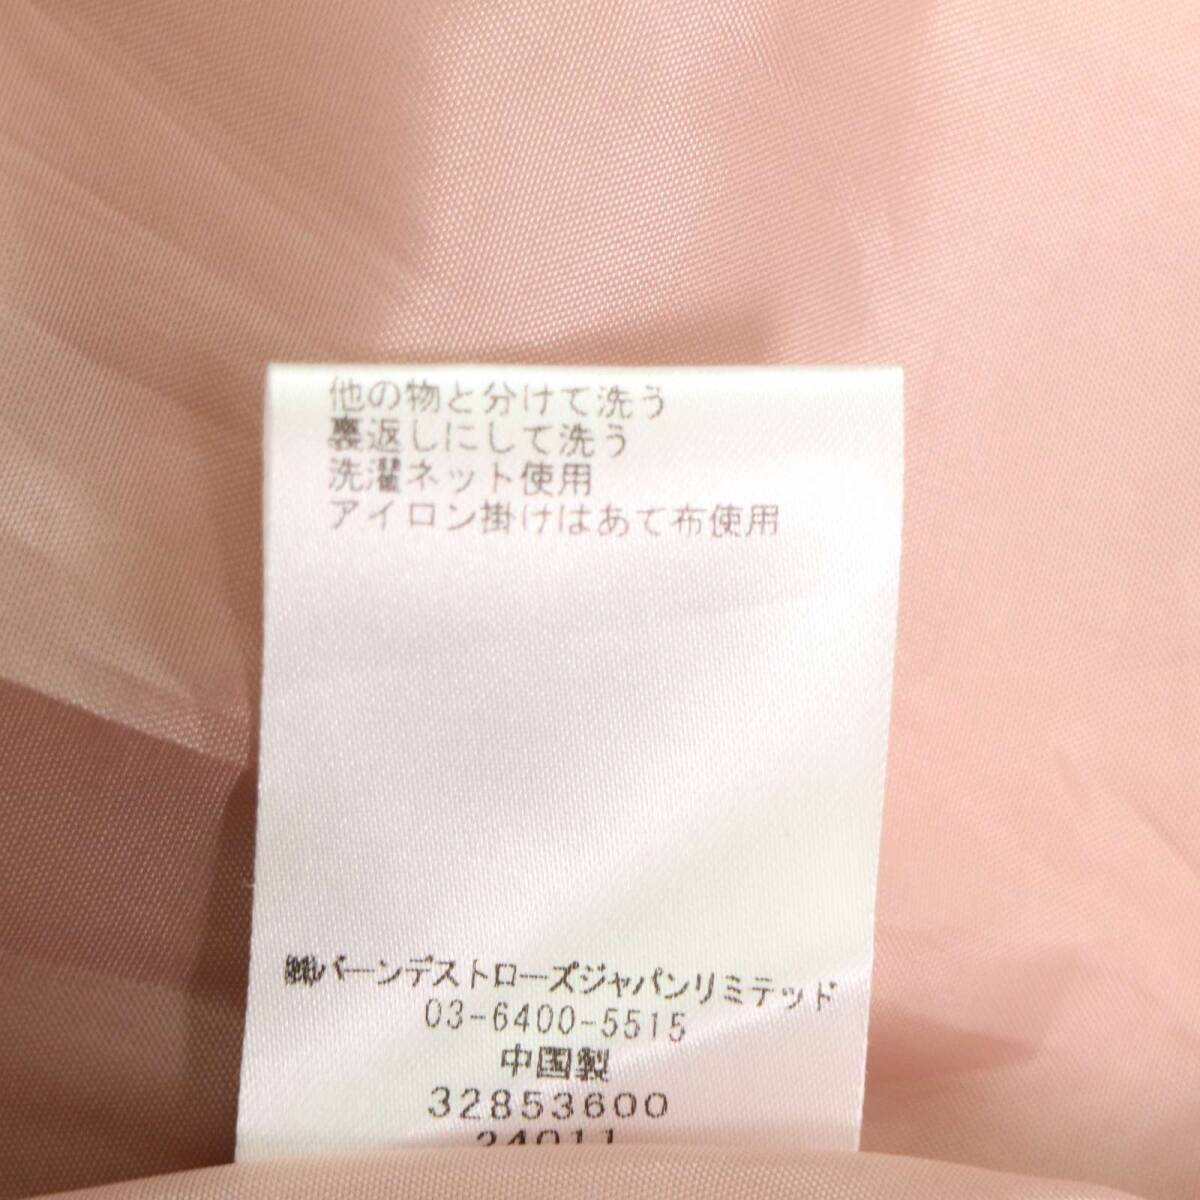 他の物と分けて洗う
裏返しにして洗う
洗濯ネット使用
アイロン掛けはあて布使用
㈱バーンデストローズジャパンリミテッド
03-6400-5515
中国製
32853600
24011